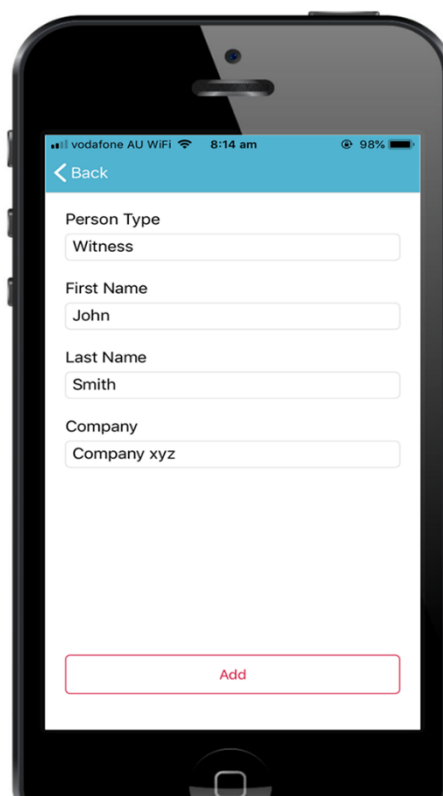 vodafone AU WiFi 8:14 am 98%
Back
Person Type
Witness
First Name
John
Last Name
Smith
Company
Company xyz
Add